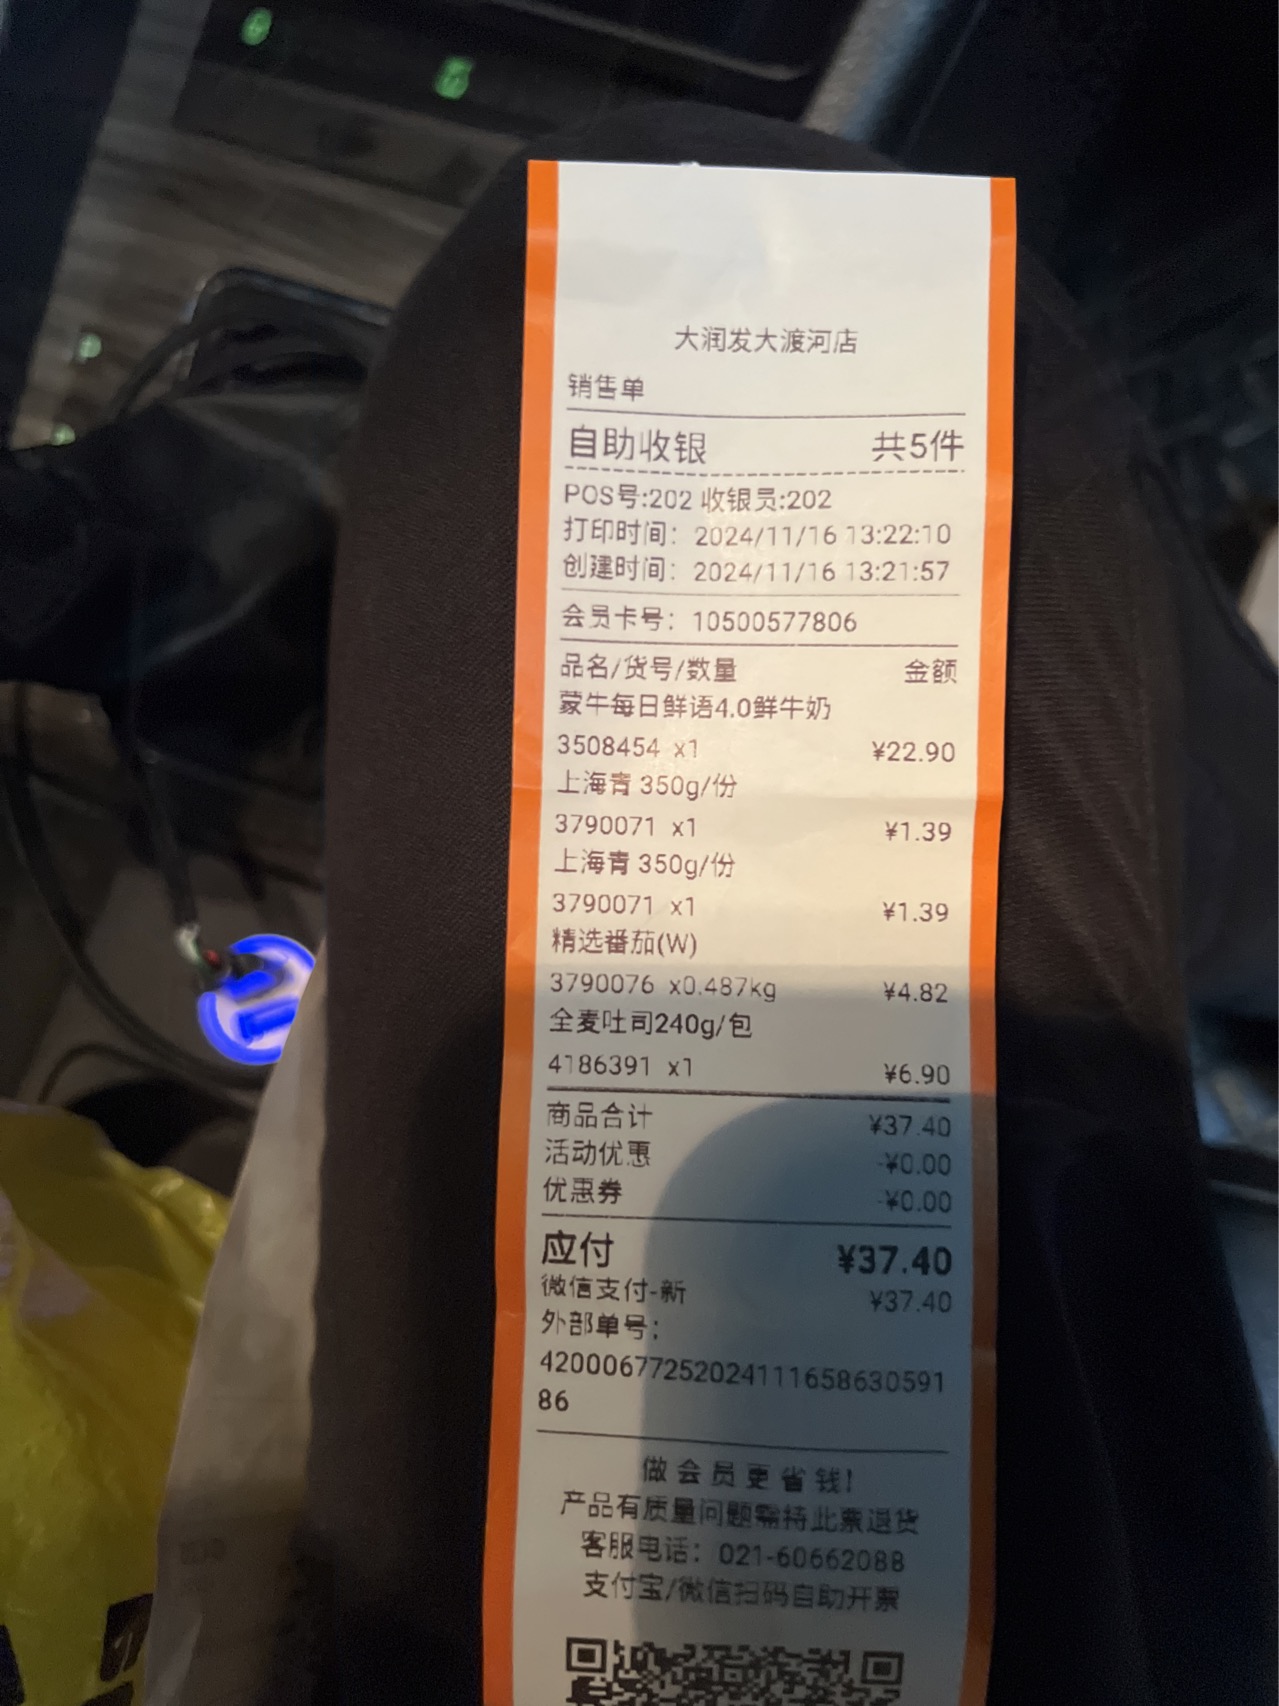 大润发大渡河店
销售单
自助收银 共5件
POS号:202 收银员:202
打印时间: 2024/11/16 13:22:10
创建时间: 2024/11/16 13:21:57
会员卡号: 10500577806
品名/货号/数量 金额
蒙牛每日鲜语4.0鲜牛奶
3508454 x1 ¥22.90
上海青 350g/份
3790071 x1 ¥1.39
上海青 350g/份
3790071 x1 ¥1.39
精选番茄(W)
3790076 x0.487kg ¥4.82
全麦吐司240g/包
4186391 x1 ¥6.90
商品合计 ¥37.40
活动优惠 -¥0.00
优惠券 -¥0.00
应付 ¥37.40
微信支付-新 ¥37.40
外部单号:
42000677252024111658630591
86
做会员更省钱!
产品有质量问题需持此票退货
客服电话: 021-60662088
支付宝/微信扫码自助开票